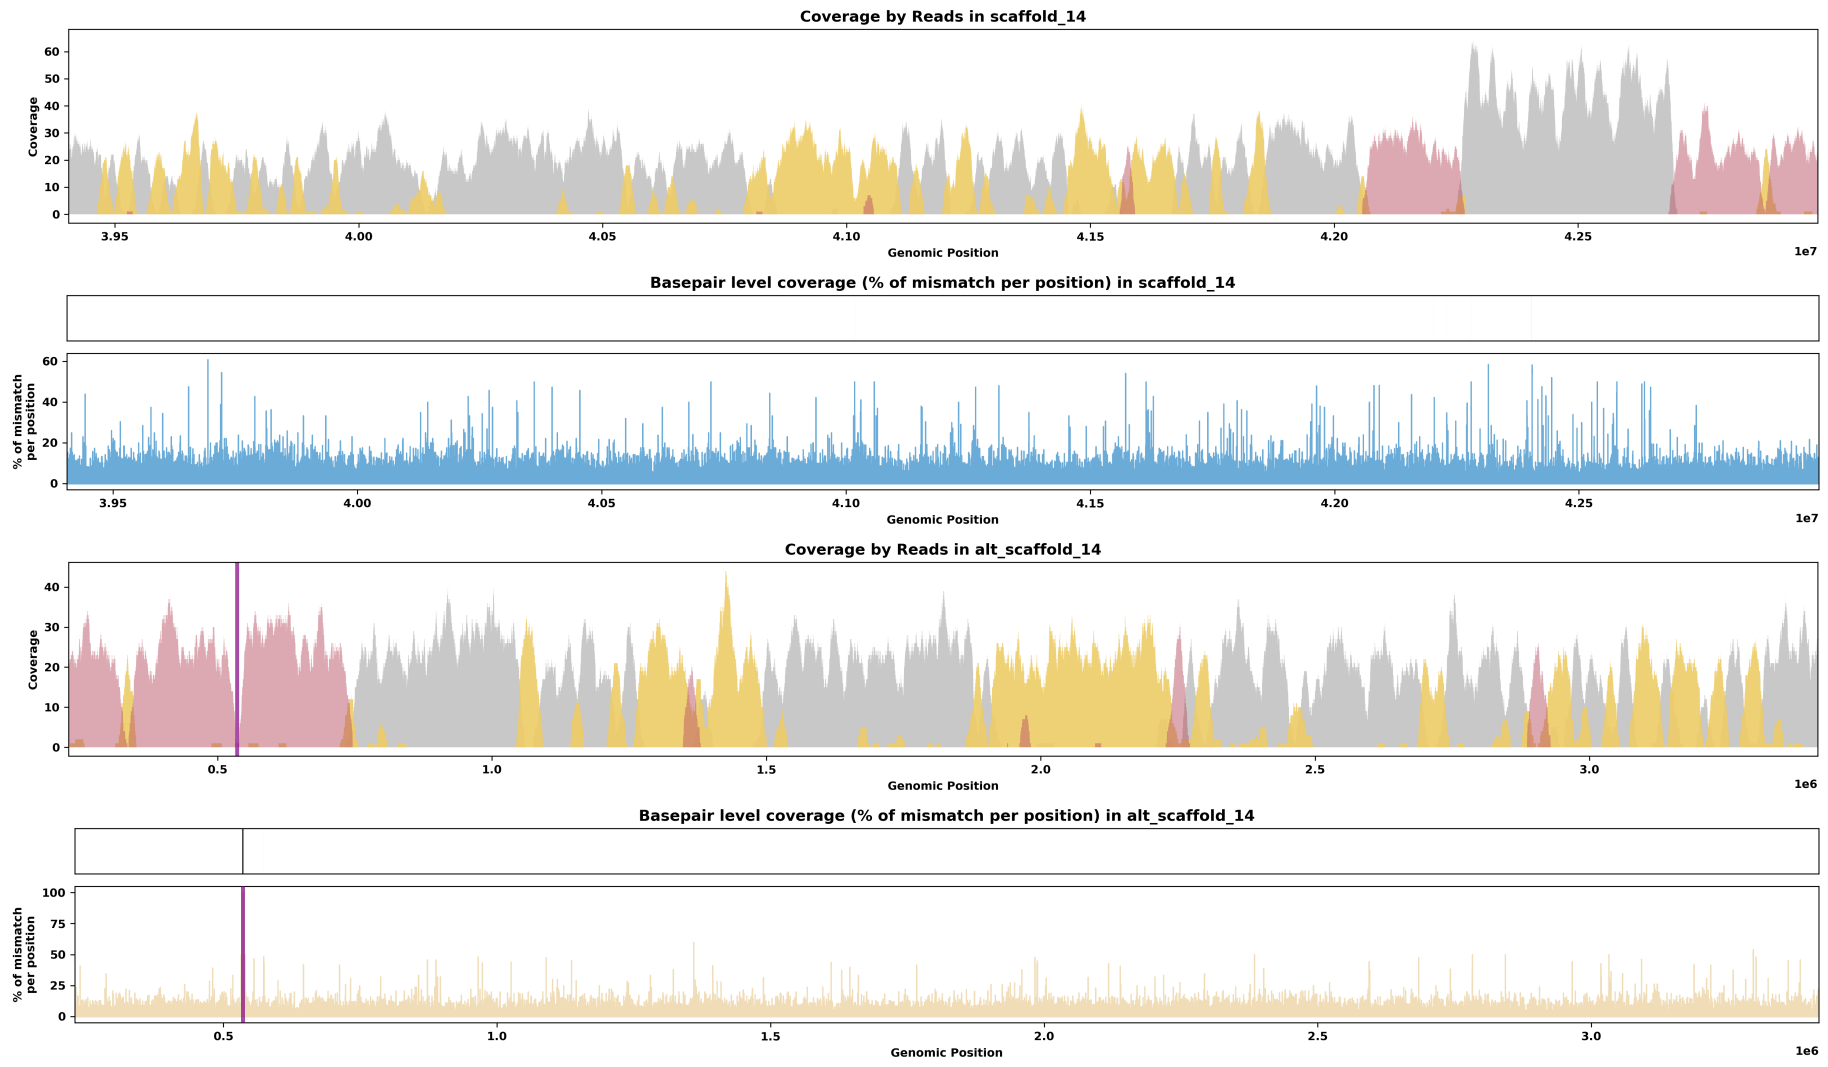 Coverage by Reads in scaffold_14
Coverage
60
50
40
30
20
10
0
3.95
4.00
4.05
4.10
4.15
4.20
4.25
1e7
Genomic Position
Basepair level coverage (% of mismatch per position) in scaffold_14
% of mismatch
per position
60
40
20
0
3.95
4.00
4.05
4.10
4.15
4.20
4.25
1e7
Genomic Position
Coverage by Reads in alt_scaffold_14
Coverage
40
30
20
10
0
0.5
1.0
1.5
2.0
2.5
3.0
1e6
Genomic Position
Basepair level coverage (% of mismatch per position) in alt_scaffold_14
% of mismatch
per position
100
75
50
25
0
0.5
1.0
1.5
2.0
2.5
3.0
1e6
Genomic Position